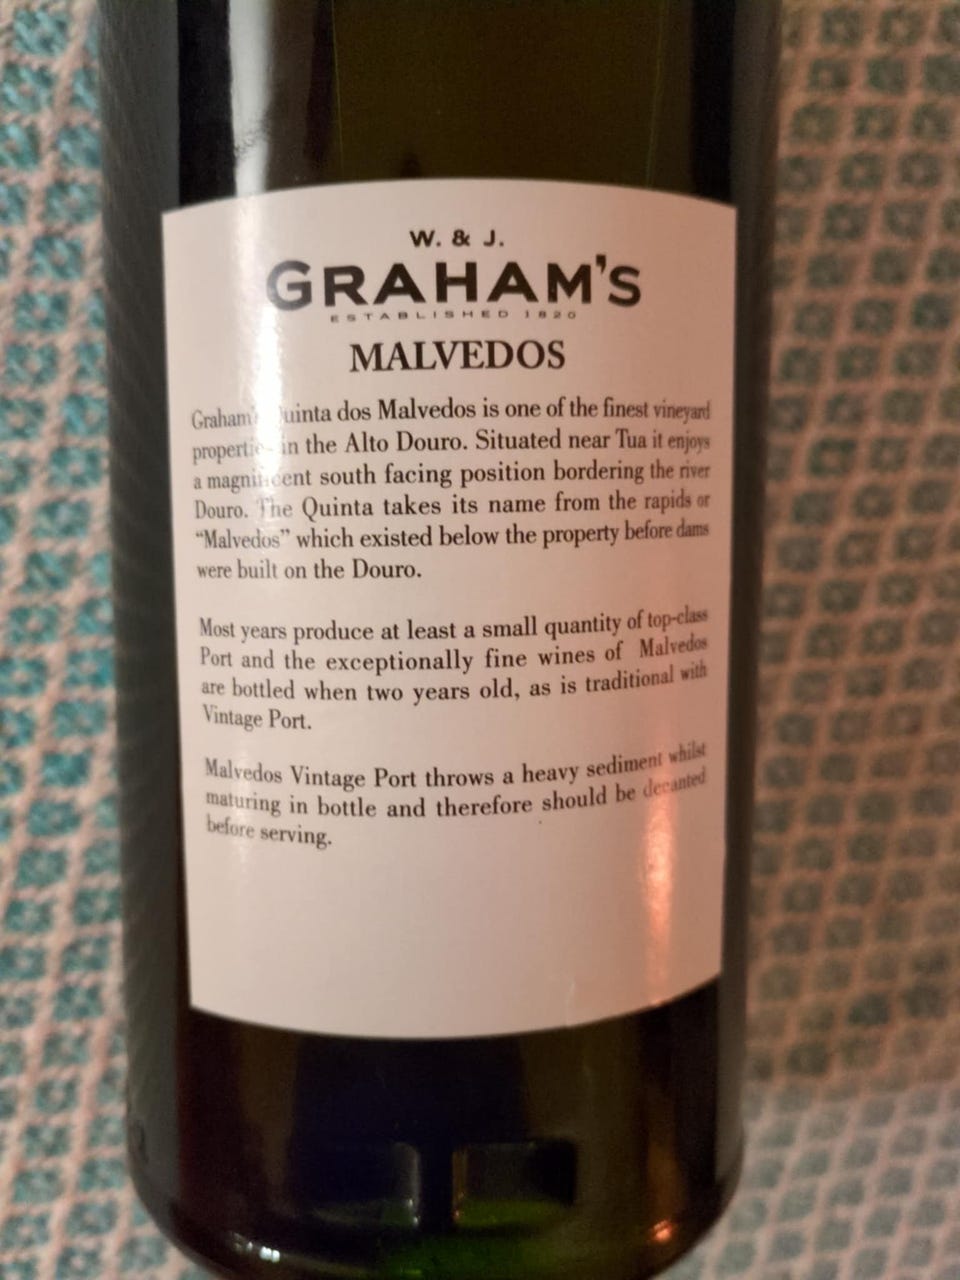 W. & J.
GRAHAM'S
ESTABLISHED 1820
MALVEDOS
Graham's Quinta dos Malvedos is one of the finest vineyard
properties in the Alto Douro. Situated near Tua it enjoys
a magnificent south facing position bordering the river
Douro. The Quinta takes its name from the rapids or
“Malvedos” which existed below the property before dams
were built on the Douro.
Most years produce at least a small quantity of top-class
Port and the exceptionally fine wines of Malvedos
are bottled when two years old, as is traditional with
Vintage Port.
Malvedos Vintage Port throws a heavy sediment whilst
maturing in bottle and therefore should be decanted
before serving.